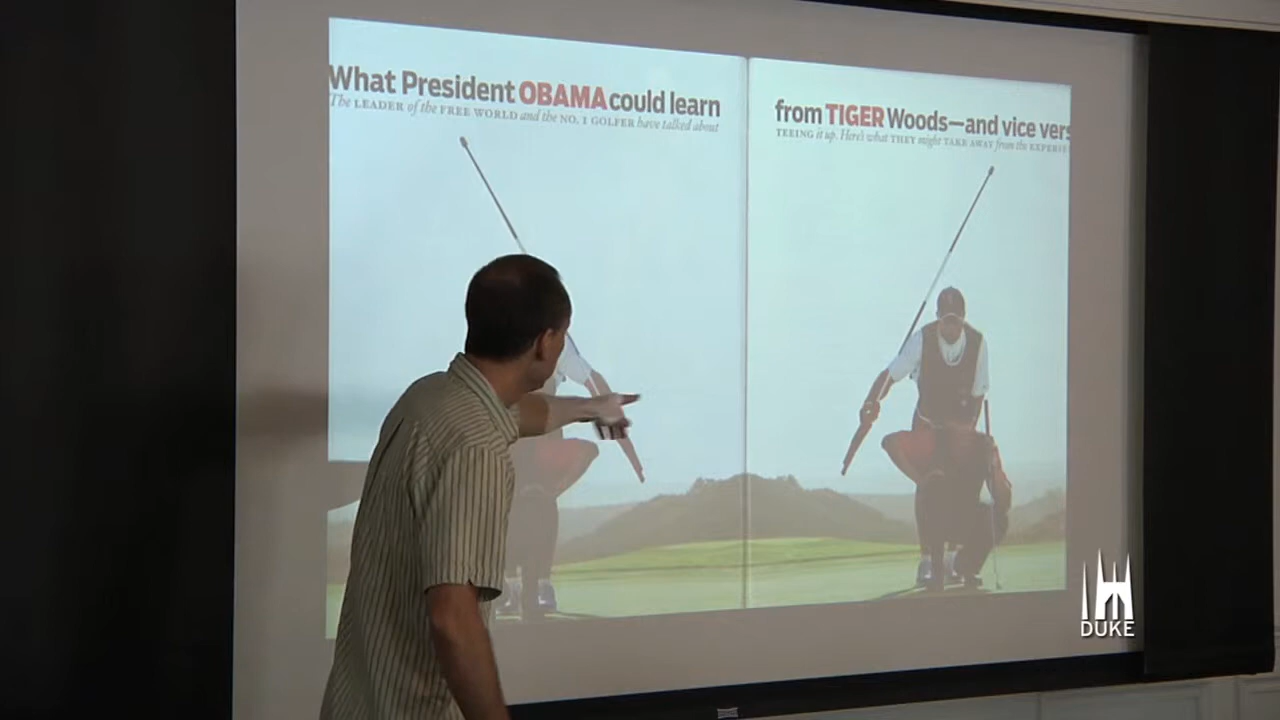 What President OBAMA could learn
The LEADER of the FREE WORLD and the NO. 1 GOLFER have talked about
from TIGER Woods—and vice vers
TEEING it up. Here's what THEY might TAKE AWAY from the EXPERIE
DUKE